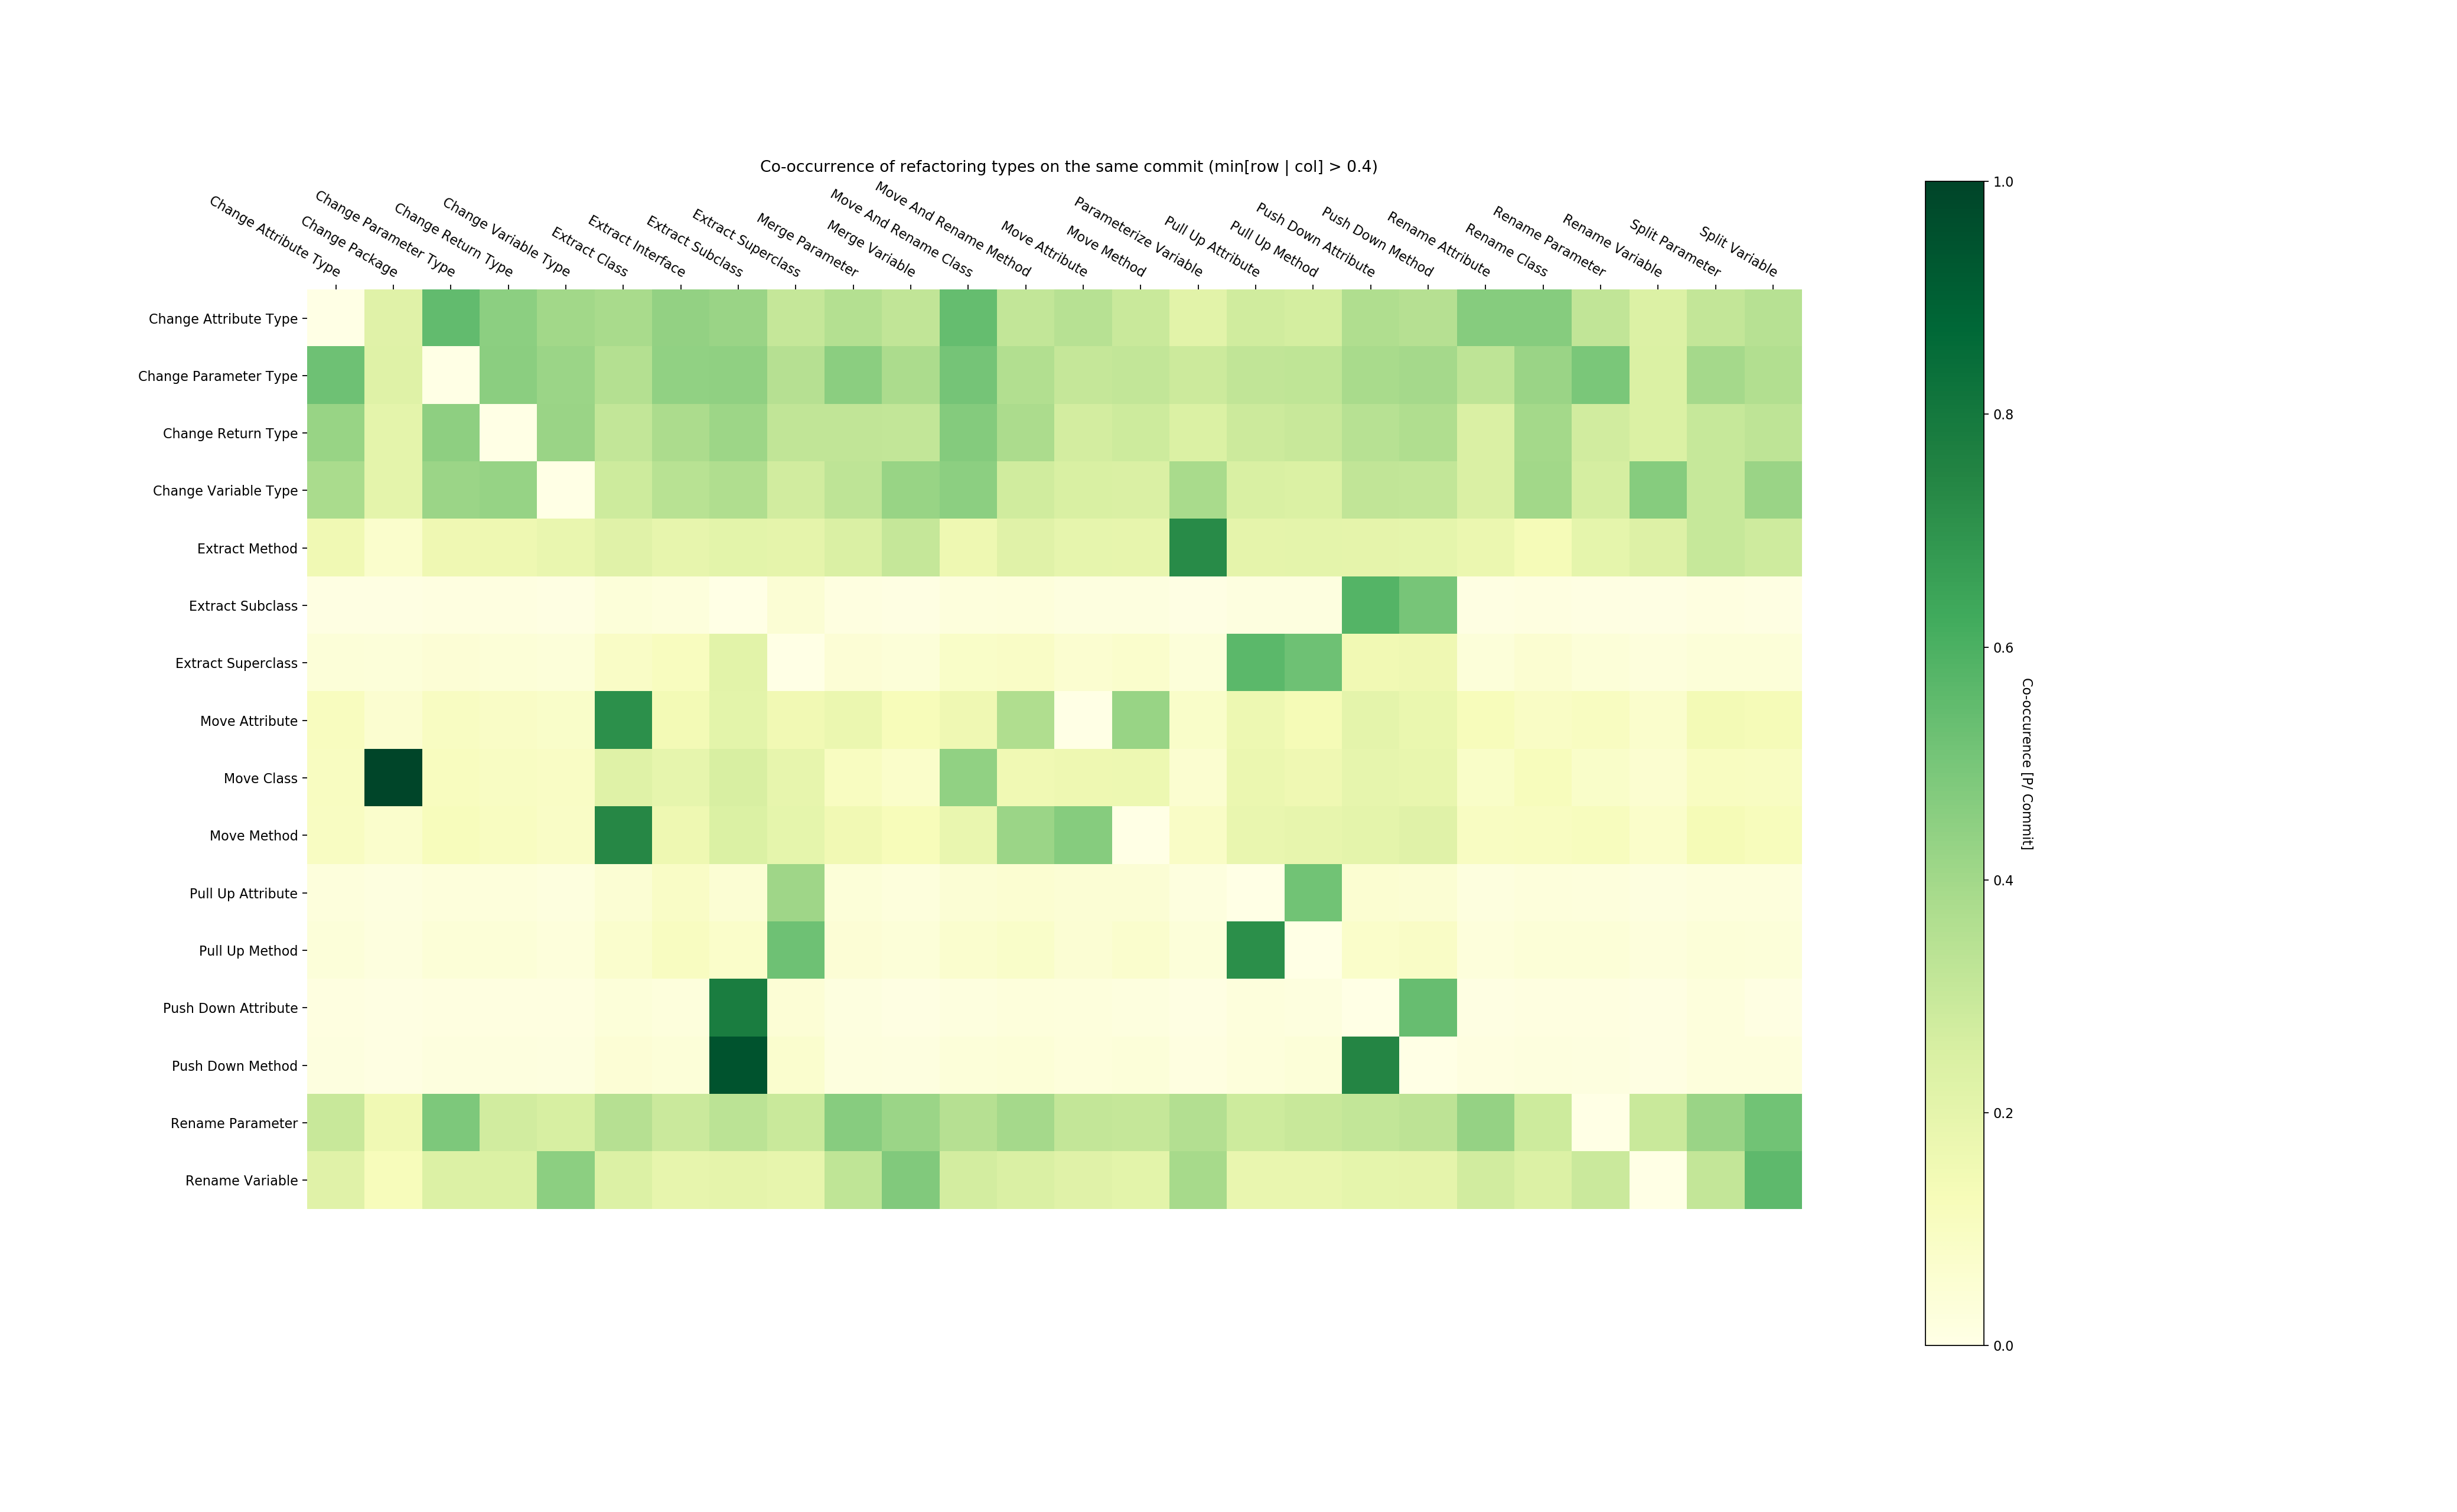 Co-occurrence of refactoring types on the same commit (min[row | col] > 0.4)
Change Attribute Type
Change Package
Change Parameter Type
Change Return Type
Change Variable Type
Extract Class
Extract Interface
Extract Subclass
Extract Superclass
Merge Parameter
Merge Variable
Move And Rename Class
Move And Rename Method
Move Attribute
Move Method
Parameterize Variable
Pull Up Attribute
Pull Up Method
Push Down Attribute
Push Down Method
Rename Attribute
Rename Class
Rename Parameter
Rename Variable
Split Parameter
Split Variable
Change Attribute Type
Change Parameter Type
Change Return Type
Change Variable Type
Extract Method
Extract Subclass
Extract Superclass
Move Attribute
Move Class
Move Method
Pull Up Attribute
Pull Up Method
Push Down Attribute
Push Down Method
Rename Parameter
Rename Variable
1.0
0.8
0.6
0.4
0.2
0.0
Co-occurence [P/ Commit]